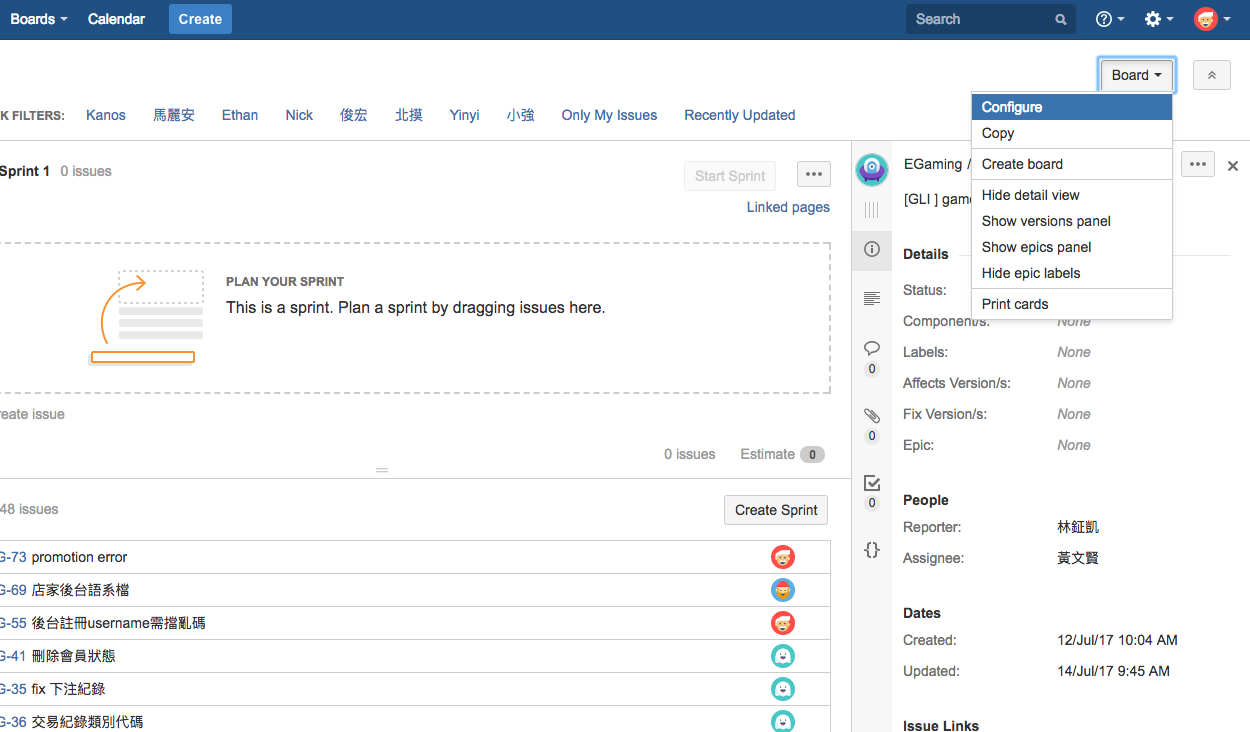 Boards Calendar Create Search
Board
K FILTERS: Kanos 馬麗安 Ethan Nick 俊宏 北摸 Yinyi 小強 Only My Issues Recently Updated
Configure
Copy
Create board
Hide detail view
Show versions panel
Show epics panel
Hide epic labels
Print cards
Sprint 1 0 issues Start Sprint
Linked pages
PLAN YOUR SPRINT
This is a sprint. Plan a sprint by dragging issues here.
reate issue
0 issues Estimate 0
48 issues Create Sprint
G-73 promotion error
G-69 店家後台語系檔
G-55 後台註冊username需擋亂碼
G-41 刪除會員狀態
G-35 fix 下注紀錄
G-36 交易紀錄類別代碼
0
0
0
EGaming /
[GLI ] game
Details
Status:
Component/s: None
Labels: None
Affects Version/s: None
Fix Version/s: None
Epic: None
People
Reporter: 林鉦凱
Assignee: 黃文賢
Dates
Created: 12/Jul/17 10:04 AM
Updated: 14/Jul/17 9:45 AM
Issue Links